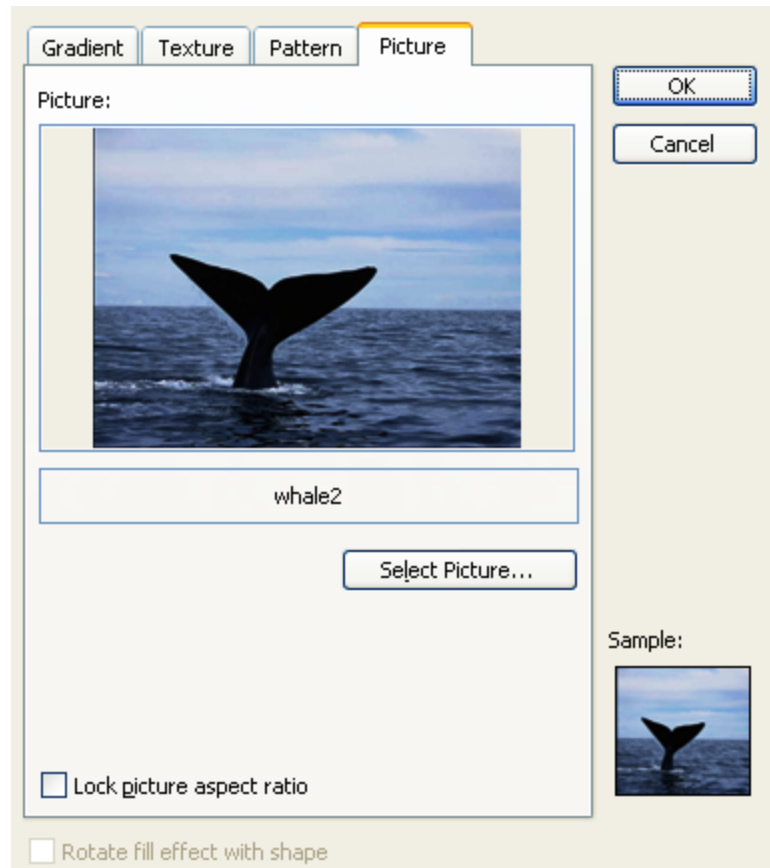 Gradient Texture Pattern Picture
OK
Picture:
Cancel
whale2
Select Picture...
Sample:
Lock picture aspect ratio
Rotate fill effect with shape